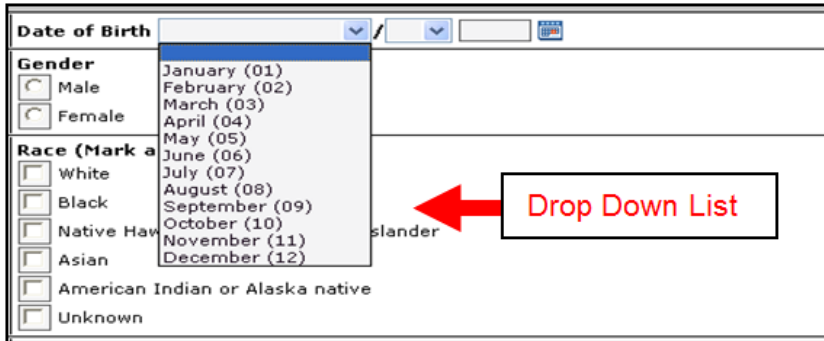 Date of Birth / 
January (01)
February (02)
March (03)
April (04)
May (05)
June (06)
July (07)
August (08)
September (09)
October (10)
November (11)
December (12)
Gender
Male
Female
Race (Mark a
White
Black
Native Haw slander
Asian
American Indian or Alaska native
Unknown
Drop Down List